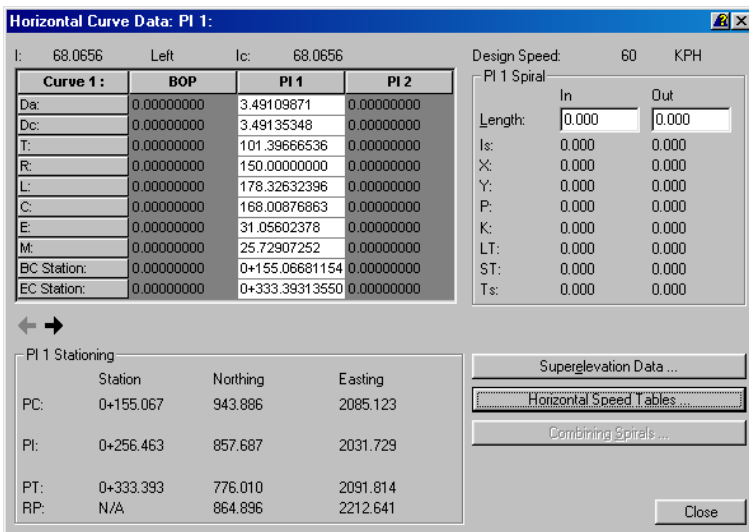 Horizontal Curve Data: PI 1:
I: 68.0656 Left Ic: 68.0656
Design Speed: 60 KPH
Curve 1 : BOP PI 1 PI 2
Da: 0.00000000 3.49109871 0.00000000
Dc: 0.00000000 3.49135348 0.00000000
T: 0.00000000 101.39666536 0.00000000
R: 0.00000000 150.00000000 0.00000000
L: 0.00000000 178.32632396 0.00000000
C: 0.00000000 168.00876863 0.00000000
E: 0.00000000 31.05602378 0.00000000
M: 0.00000000 25.72907252 0.00000000
BC Station: 0.00000000 0+155.06681154 0.00000000
EC Station: 0.00000000 0+333.39313550 0.00000000
PI 1 Spiral
In Out
Length: 0.000 0.000
Is: 0.000 0.000
X: 0.000 0.000
Y: 0.000 0.000
P: 0.000 0.000
K: 0.000 0.000
LT: 0.000 0.000
ST: 0.000 0.000
Ts: 0.000 0.000
PI 1 Stationing
Station Northing Easting
PC: 0+155.067 943.886 2085.123
PI: 0+256.463 857.687 2031.729
PT: 0+333.393 776.010 2091.814
RP: N/A 864.896 2212.641
Superelevation Data ...
Horizontal Speed Tables ...
Combining Spirals ...
Close